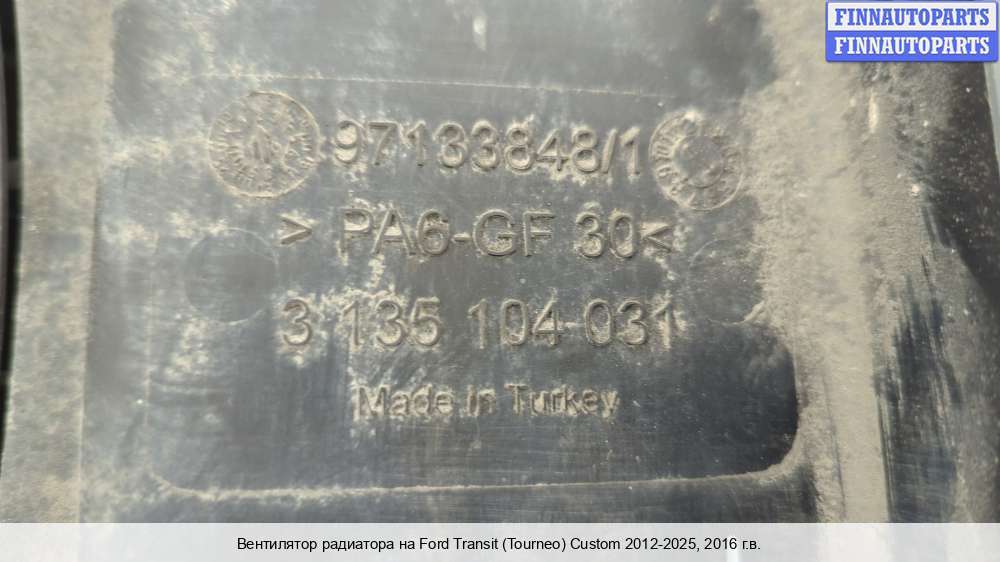 FINNAUTOPARTS
FINNAUTOPARTS
97133848/1
> PA6-GF 30<
3 135 104 031
Made in Turkey
Вентилятор радиатора на Ford Transit (Tourneo) Custom 2012-2025, 2016 г.в.